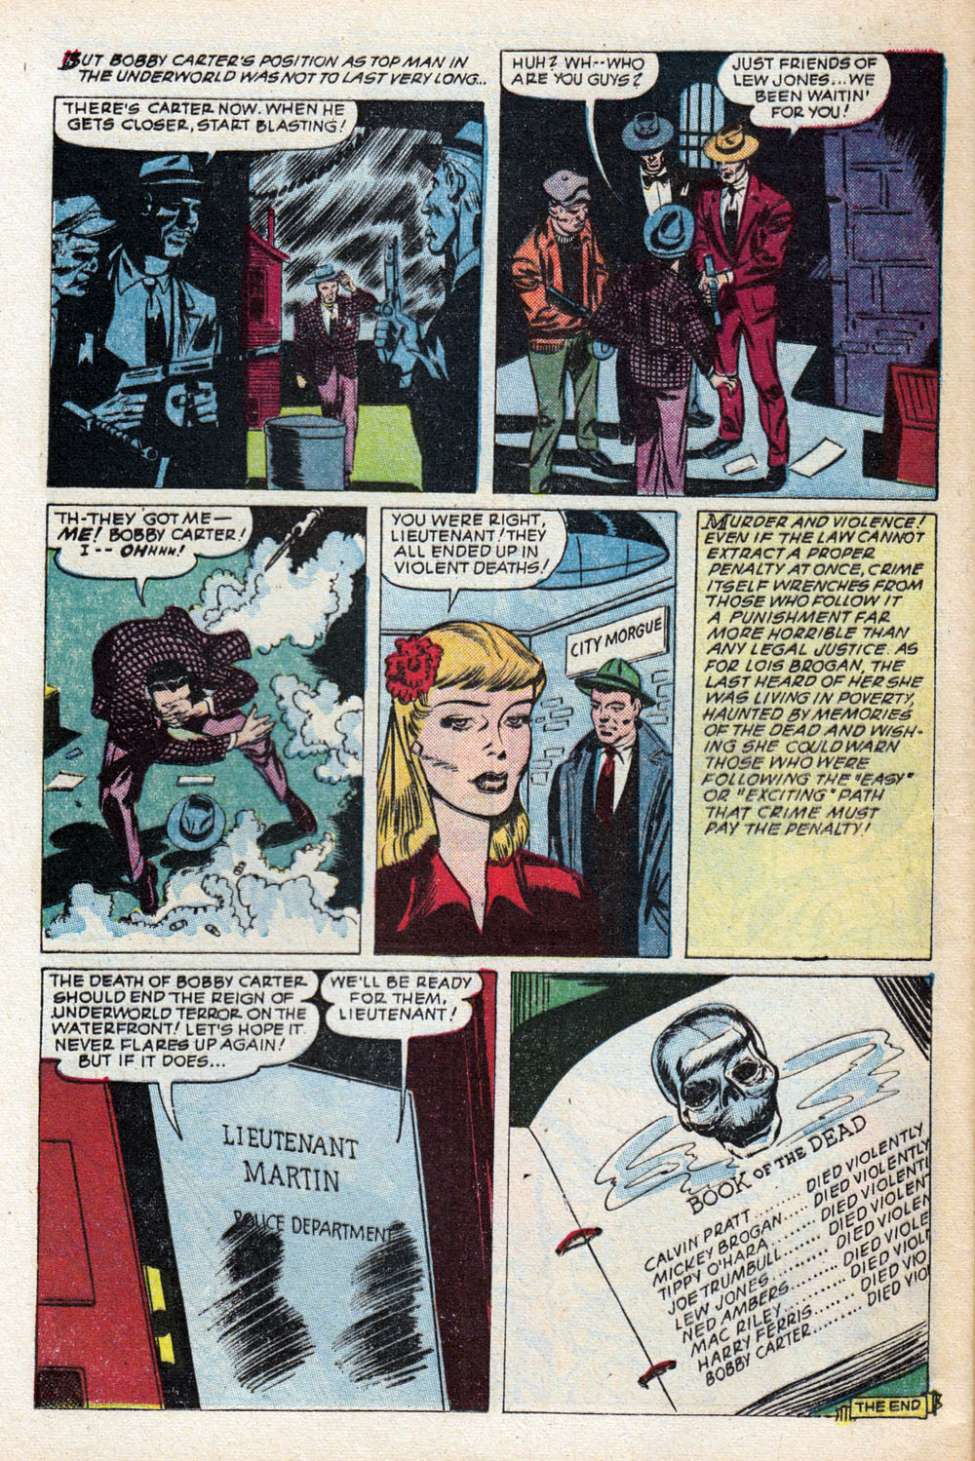 BUT BOBBY CARTER'S POSITION AS TOP MAN IN
THE UNDERWORLD WAS NOT TO LAST VERY LONG...
THERE'S CARTER NOW. WHEN HE
GETS CLOSER, START BLASTING!
HUH? WH--WHO
ARE YOU GUYS?
JUST FRIENDS OF
LEW JONES...WE
BEEN WAITIN'
FOR YOU!
TH-THEY GOT ME—
ME! BOBBY CARTER!
I -- OHHHH!
YOU WERE RIGHT,
LIEUTENANT! THEY
ALL ENDED UP IN
VIOLENT DEATHS!
CITY MORGUE
MURDER AND VIOLENCE!
EVEN IF THE LAW CANNOT
EXTRACT A PROPER
PENALTY AT ONCE, CRIME
ITSELF WRENCHES FROM
THOSE WHO FOLLOW IT
A PUNISHMENT FAR
MORE HORRIBLE THAN
ANY LEGAL JUSTICE. AS
FOR LOIS BROGAN, THE
LAST HEARD OF HER SHE
WAS LIVING IN POVERTY,
HAUNTED BY MEMORIES
OF THE DEAD AND WISH-
ING SHE COULD WARN
THOSE WHO WERE
FOLLOWING THE "EASY"
OR "EXCITING" PATH
THAT CRIME MUST
PAY THE PENALTY!
THE DEATH OF BOBBY CARTER
SHOULD END THE REIGN OF
UNDERWORLD TERROR ON THE
WATERFRONT! LET'S HOPE IT
NEVER FLARES UP AGAIN!
BUT IF IT DOES...
WE'LL BE READY
FOR THEM,
LIEUTENANT!
LIEUTENANT
MARTIN
POLICE DEPARTMENT
BOOK OF THE DEAD
CALVIN PRATT...... DIED VIOLENTLY
MICKEY BROGAN..... DIED VIOLENTLY
TIPPY O'HARA......... DIED VIOLENTL
JOE TRUMBULL....... DIED VIOLENT
LEW JONES......... DIED VIOLEN
NED AMBERS........ DIED VIOLE
MAC RILEY......... DIED VIOL
HARRY FERRIS...... DIED VIO
BOBBY CARTER........ DIED VIO
THE END